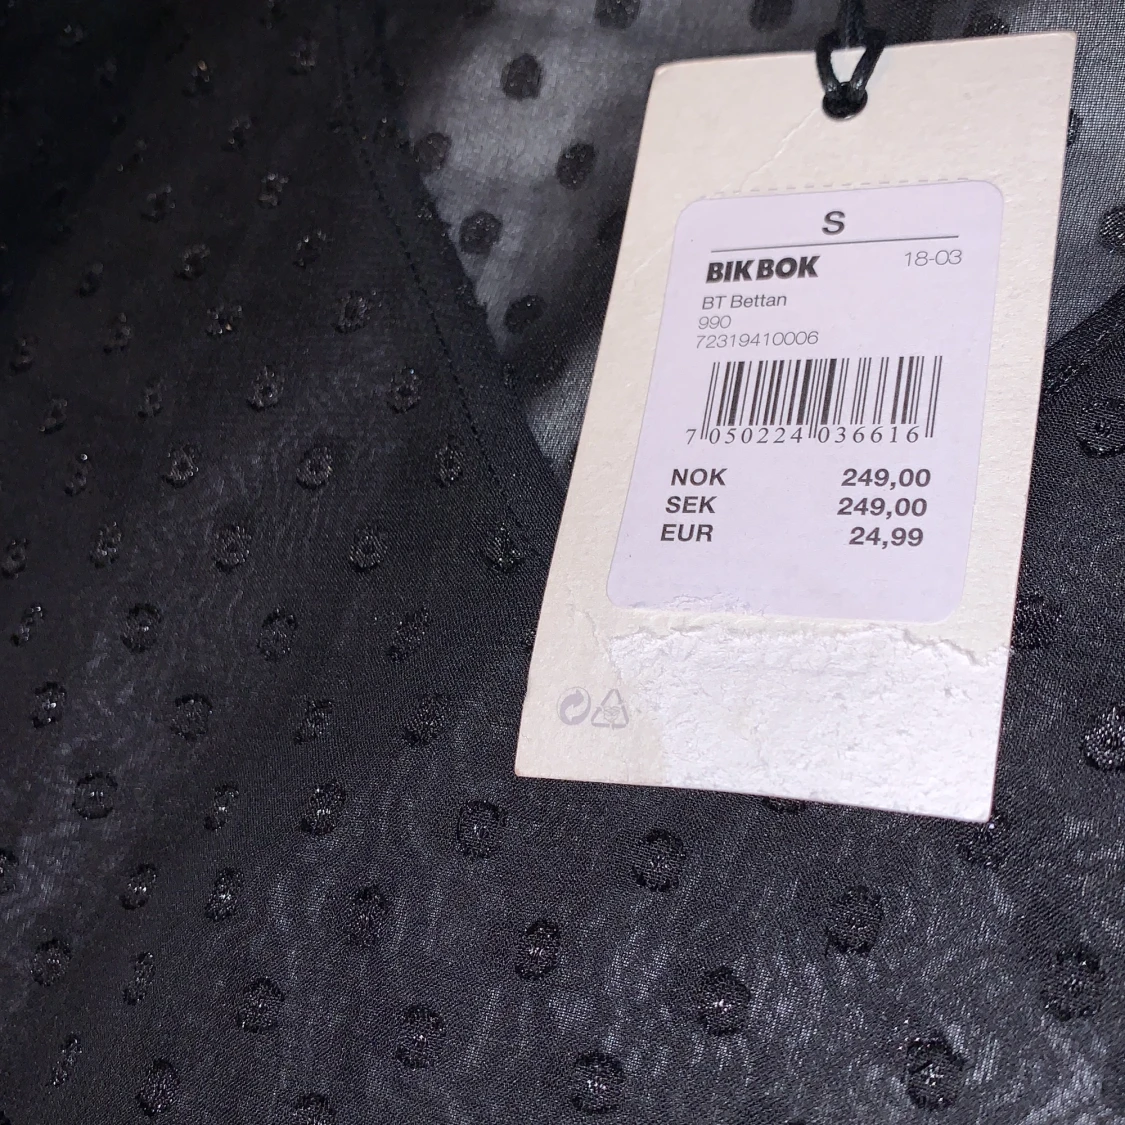 S
BIKBOK 18-03
BT Bettan
990
72319410006
7 050224 036616
NOK 249,00
SEK 249,00
EUR 24,99